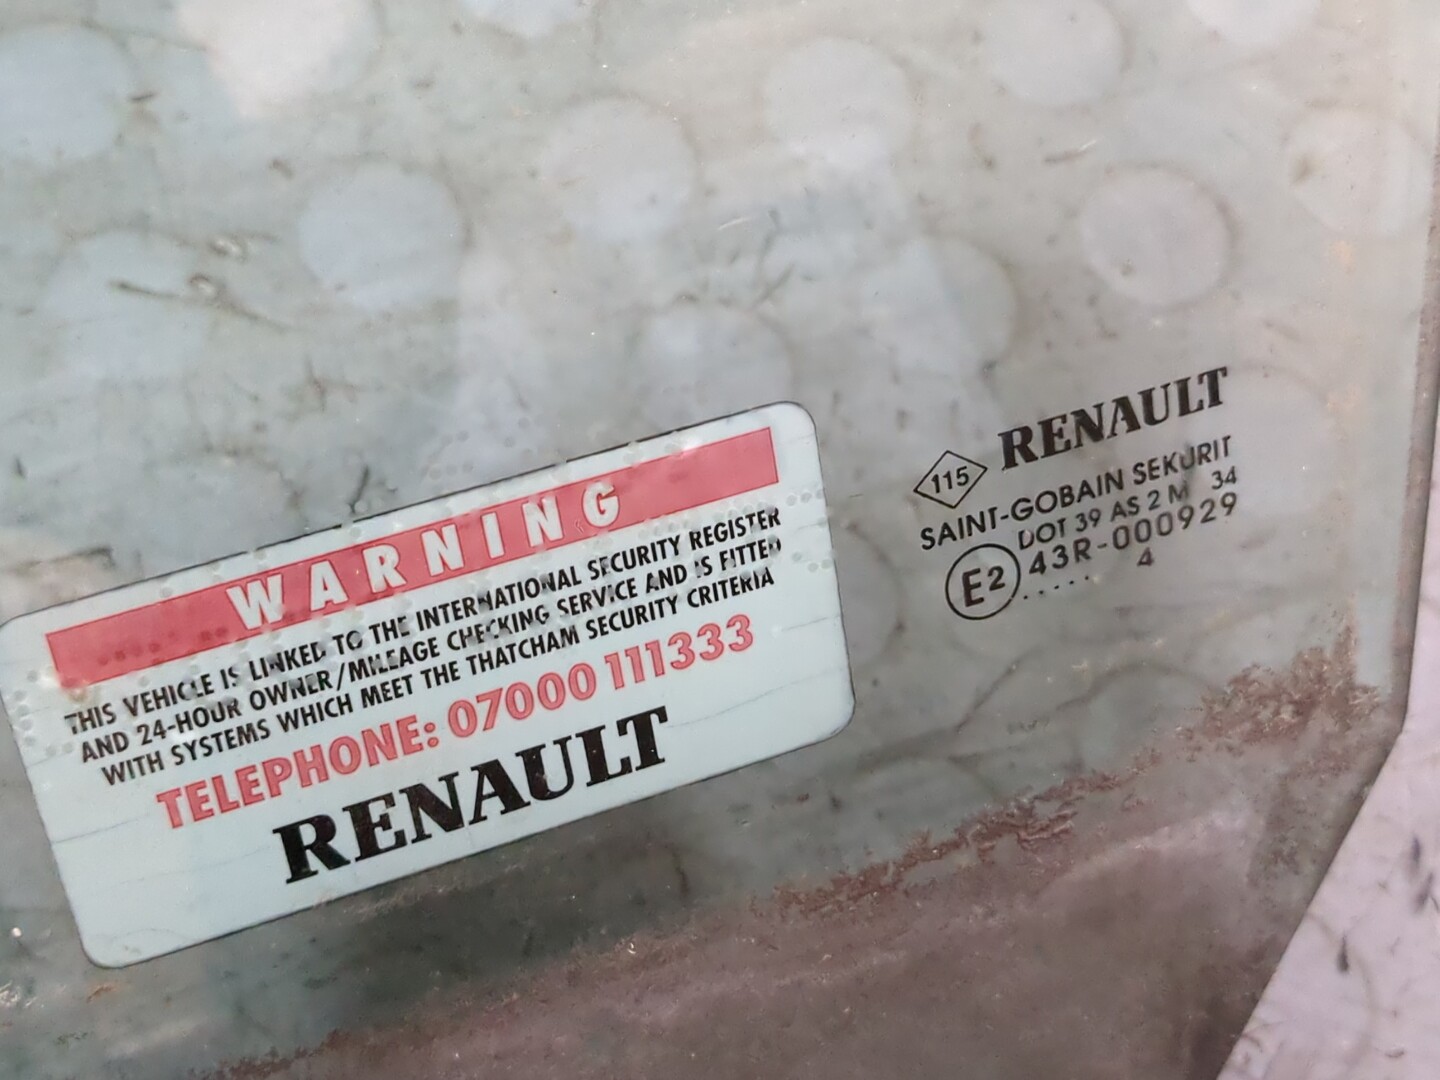 WARNING
THIS VEHICLE IS LINKED TO THE INTERNATIONAL SECURITY REGISTER
AND 24-HOUR OWNER/MILEAGE CHECKING SERVICE AND IS FITTED
WITH SYSTEMS WHICH MEET THE THATCHAM SECURITY CRITERIA
TELEPHONE: 07000 111333
RENAULT
115 RENAULT
SAINT-GOBAIN SEKURIT
DOT 39 AS 2 M 34
E2 43R-000929
..... 4